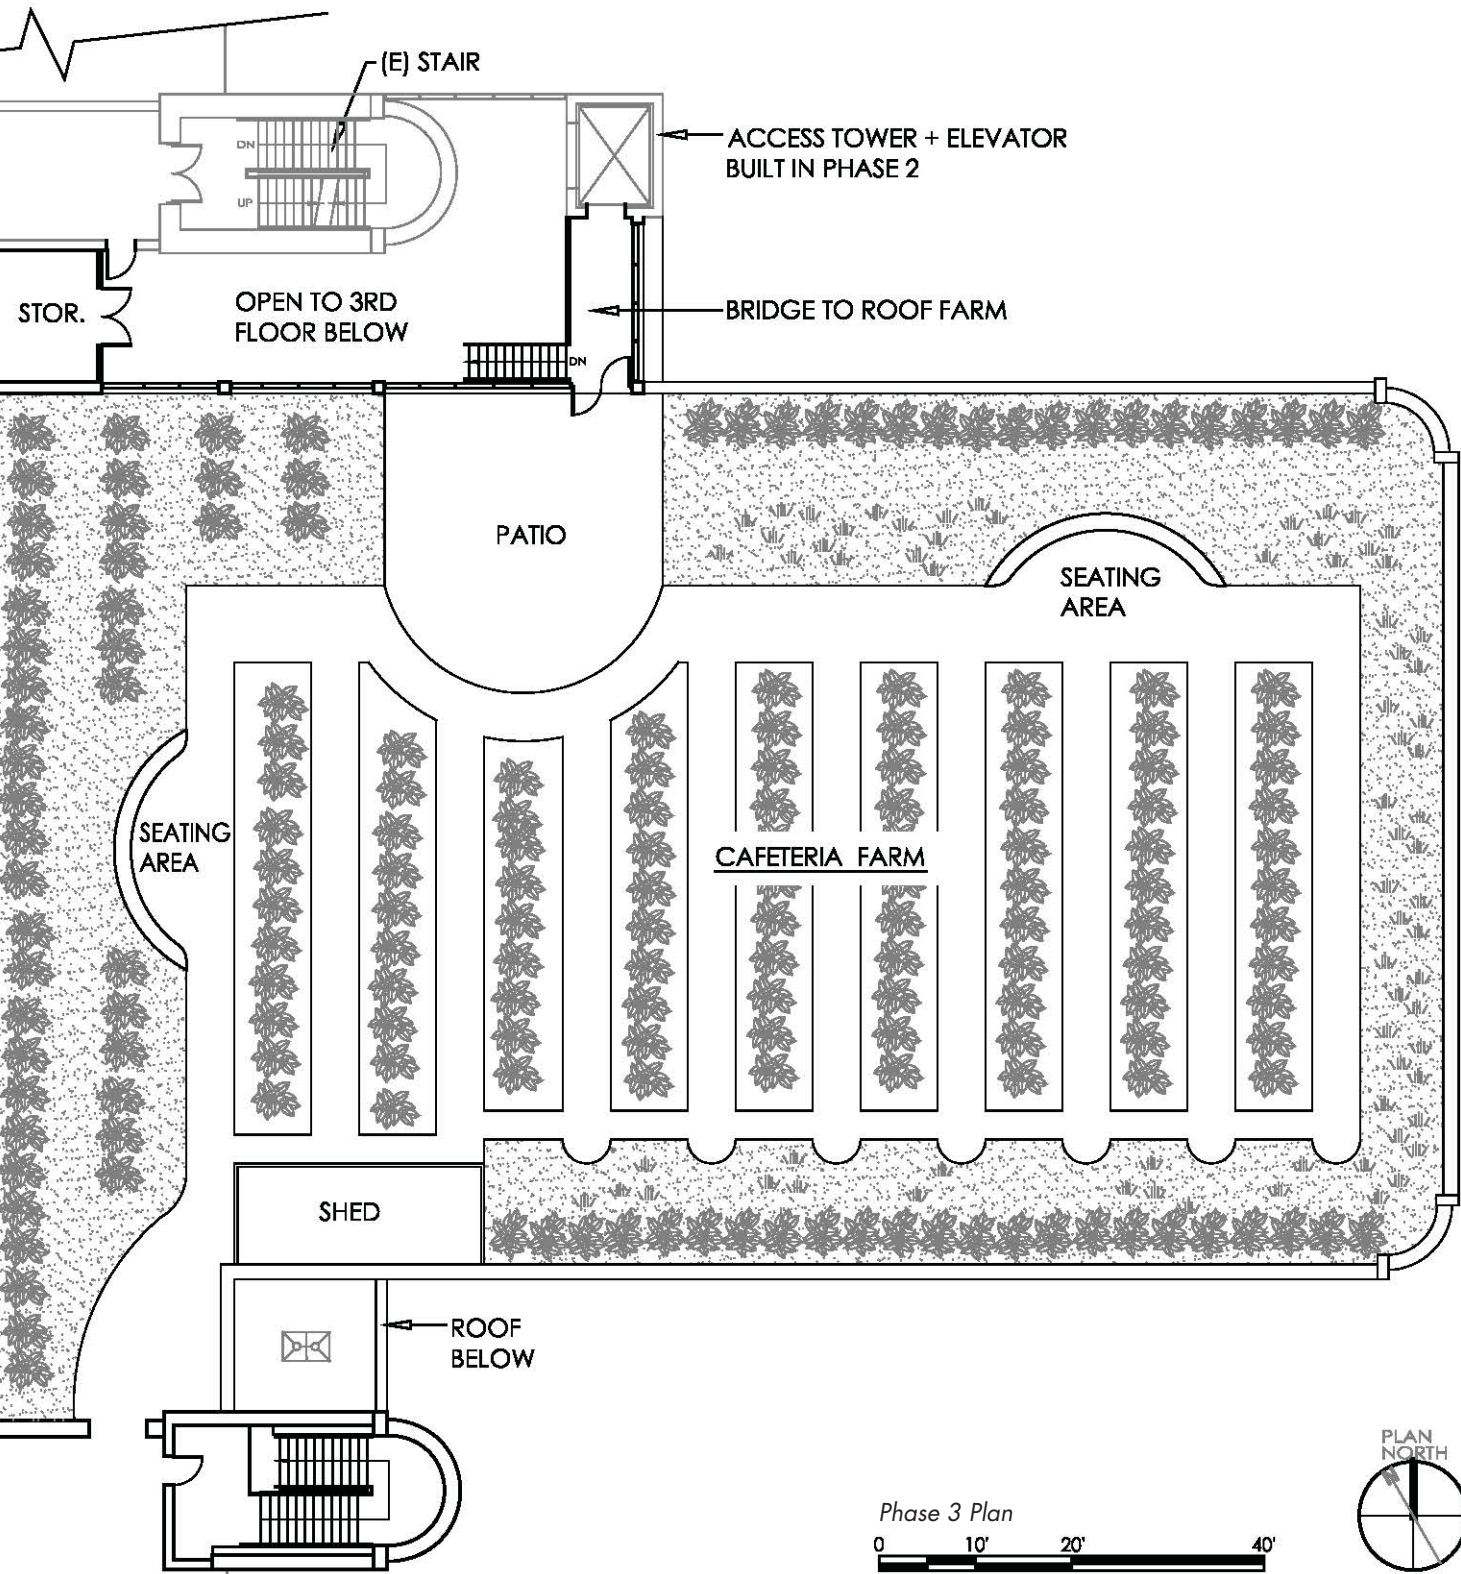 (E) STAIR
DN
UP
ACCESS TOWER + ELEVATOR
BUILT IN PHASE 2
STOR.
OPEN TO 3RD
FLOOR BELOW
BRIDGE TO ROOF FARM
DN
PATIO
SEATING
AREA
SEATING
AREA
CAFETERIA FARM
SHED
ROOF
BELOW
PLAN
NORTH
N
Phase 3 Plan
0 10' 20' 40'